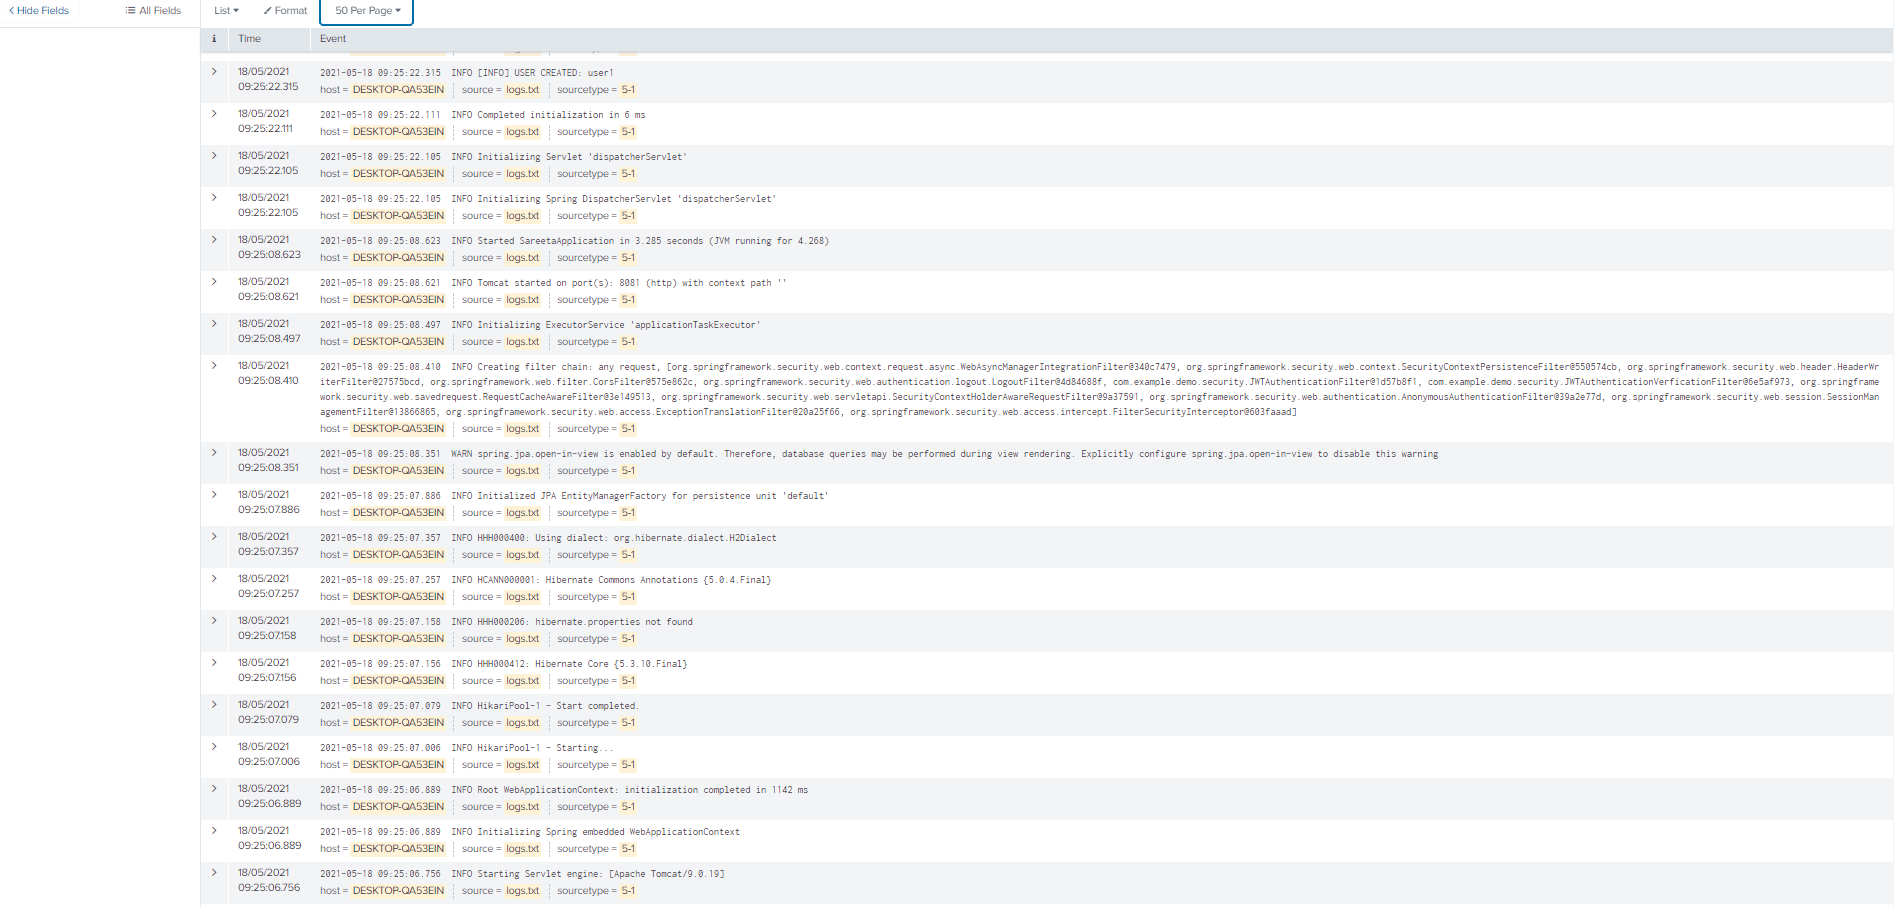 Hide Fields
All Fields
List
Format
50 Per Page
i Time Event
18/05/2021 2021-05-18 09:25:22.315 INFO [INFO] USER CREATED: user1
09:25:22.315 host = DESKTOP-QA53EIN source = logs.txt sourcetype = 5-1
18/05/2021 2021-05-18 09:25:22.111 INFO Completed initialization in 6 ms
09:25:22.111 host = DESKTOP-QA53EIN source = logs.txt sourcetype = 5-1
18/05/2021 2021-05-18 09:25:22.105 INFO Initializing Servlet 'dispatcherServlet'
09:25:22.105 host = DESKTOP-QA53EIN source = logs.txt sourcetype = 5-1
18/05/2021 2021-05-18 09:25:22.105 INFO Initializing Spring DispatcherServlet 'dispatcherServlet'
09:25:22.105 host = DESKTOP-QA53EIN source = logs.txt sourcetype = 5-1
18/05/2021 2021-05-18 09:25:08.623 INFO Started SareetaApplication in 3.285 seconds (JVM running for 4.268)
09:25:08.623 host = DESKTOP-QA53EIN source = logs.txt sourcetype = 5-1
18/05/2021 2021-05-18 09:25:08.621 INFO Tomcat started on port(s): 8081 (http) with context path ''
09:25:08.621 host = DESKTOP-QA53EIN source = logs.txt sourcetype = 5-1
18/05/2021 2021-05-18 09:25:08.497 INFO Initializing ExecutorService 'applicationTaskExecutor'
09:25:08.497 host = DESKTOP-QA53EIN source = logs.txt sourcetype = 5-1
18/05/2021 2021-05-18 09:25:08.410 INFO Creating filter chain: any request, [org.springframework.security.web.context.request.async.WebAsyncManagerIntegrationFilter@340c7479, org.springframework.security.web.context.SecurityContextPersistenceFilter@550574cb, org.springframework.security.web.header.HeaderWr
09:25:08.410 iterFilter@27575bcd, org.springframework.web.filter.CorsFilter@575e862c, org.springframework.security.web.authentication.logout.LogoutFilter@4d84688f, com.example.demo.security.JWTAuthenticationFilter@1d57b8f1, com.example.demo.security.JWTAuthenticationVerficationFilter@6e5af973, org.springframe
work.security.web.savedrequest.RequestCacheAwareFilter@3e149513, org.springframework.security.web.servletapi.SecurityContextHolderAwareRequestFilter@9a37591, org.springframework.security.web.authentication.AnonymousAuthenticationFilter@39a2e77d, org.springframework.security.web.session.SessionMan
agementFilter@13866865, org.springframework.security.web.access.ExceptionTranslationFilter@20a25f66, org.springframework.security.web.access.intercept.FilterSecurityInterceptor@603faaad]
host = DESKTOP-QA53EIN source = logs.txt sourcetype = 5-1
18/05/2021 2021-05-18 09:25:08.351 WARN spring.jpa.open-in-view is enabled by default. Therefore, database queries may be performed during view rendering. Explicitly configure spring.jpa.open-in-view to disable this warning
09:25:08.351 host = DESKTOP-QA53EIN source = logs.txt sourcetype = 5-1
18/05/2021 2021-05-18 09:25:07.886 INFO Initialized JPA EntityManagerFactory for persistence unit 'default'
09:25:07.886 host = DESKTOP-QA53EIN source = logs.txt sourcetype = 5-1
18/05/2021 2021-05-18 09:25:07.357 INFO HHH000400: Using dialect: org.hibernate.dialect.H2Dialect
09:25:07.357 host = DESKTOP-QA53EIN source = logs.txt sourcetype = 5-1
18/05/2021 2021-05-18 09:25:07.257 INFO HCANN000001: Hibernate Commons Annotations {5.0.4.Final}
09:25:07.257 host = DESKTOP-QA53EIN source = logs.txt sourcetype = 5-1
18/05/2021 2021-05-18 09:25:07.158 INFO HHH000206: hibernate.properties not found
09:25:07.158 host = DESKTOP-QA53EIN source = logs.txt sourcetype = 5-1
18/05/2021 2021-05-18 09:25:07.156 INFO HHH000412: Hibernate Core {5.3.10.Final}
09:25:07.156 host = DESKTOP-QA53EIN source = logs.txt sourcetype = 5-1
18/05/2021 2021-05-18 09:25:07.079 INFO HikariPool-1 - Start completed.
09:25:07.079 host = DESKTOP-QA53EIN source = logs.txt sourcetype = 5-1
18/05/2021 2021-05-18 09:25:07.006 INFO HikariPool-1 - Starting...
09:25:07.006 host = DESKTOP-QA53EIN source = logs.txt sourcetype = 5-1
18/05/2021 2021-05-18 09:25:06.889 INFO Root WebApplicationContext: initialization completed in 1142 ms
09:25:06.889 host = DESKTOP-QA53EIN source = logs.txt sourcetype = 5-1
18/05/2021 2021-05-18 09:25:06.889 INFO Initializing Spring embedded WebApplicationContext
09:25:06.889 host = DESKTOP-QA53EIN source = logs.txt sourcetype = 5-1
18/05/2021 2021-05-18 09:25:06.756 INFO Starting Servlet engine: [Apache Tomcat/9.0.19]
09:25:06.756 host = DESKTOP-QA53EIN source = logs.txt sourcetype = 5-1